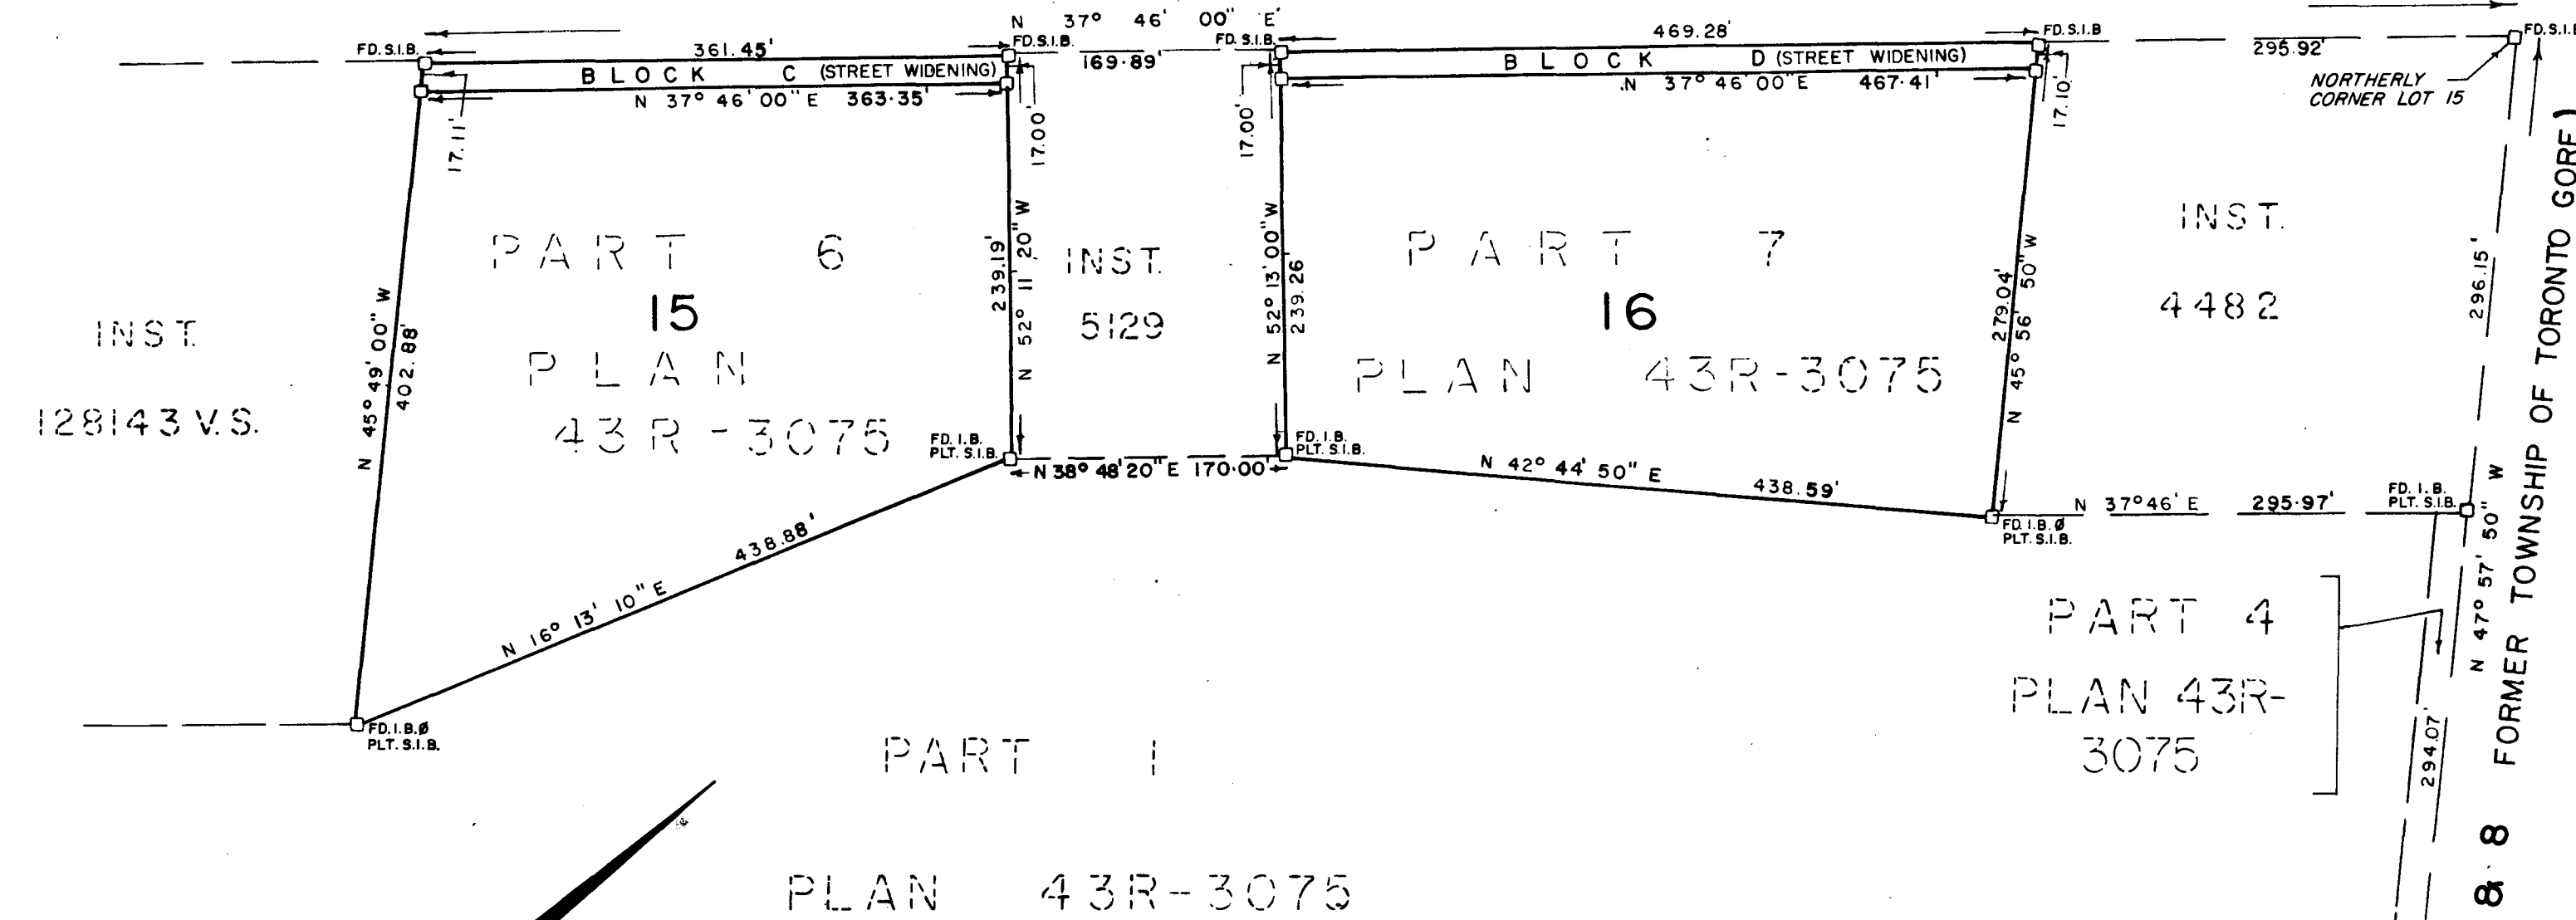 N 37° 46' 00" E
FD. S.I.B.
361.45'
FD. S.I.B.
169.89'
FD. S.I.B.
469.28'
FD. S.I.B
295.92'
FD. S.I.B
BLOCK C (STREET WIDENING)
BLOCK D (STREET WIDENING)
N 37° 46' 00" E 363.35'
N 37° 46' 00" E 467.41'
NORTHERLY
CORNER LOT 15
17.11'
17.00'
17.00'
17.10'
PART 6
15
PLAN
43R-3075
INST.
128143 V.S.
N 45° 49' 00" W
402.88'
239.19'
N 52° 11' 20" W
INST.
5129
N 52° 13' 00" W
239.26'
PART 7
16
PLAN 43R-3075
279.04'
N 45° 56' 50" W
INST.
4482
296.15'
FD. I.B.
PLT. S.I.B.
N 38° 48' 20" E 170.00'
FD. I.B.
PLT. S.I.B.
N 42° 44' 50" E
438.59'
FD. I.B. Ø
PLT. S.I.B.
N 37° 46' E 295.97'
FD. I.B.
PLT. S.I.B.
N 16° 13' 10" E
438.88'
FD. I.B. Ø
PLT. S.I.B.
PART 4
PLAN 43R-
3075
N 47° 57' 50" W
294.07'
8 8 FORMER TOWNSHIP OF TORONTO GORE)
PART 1
PLAN 43R-3075